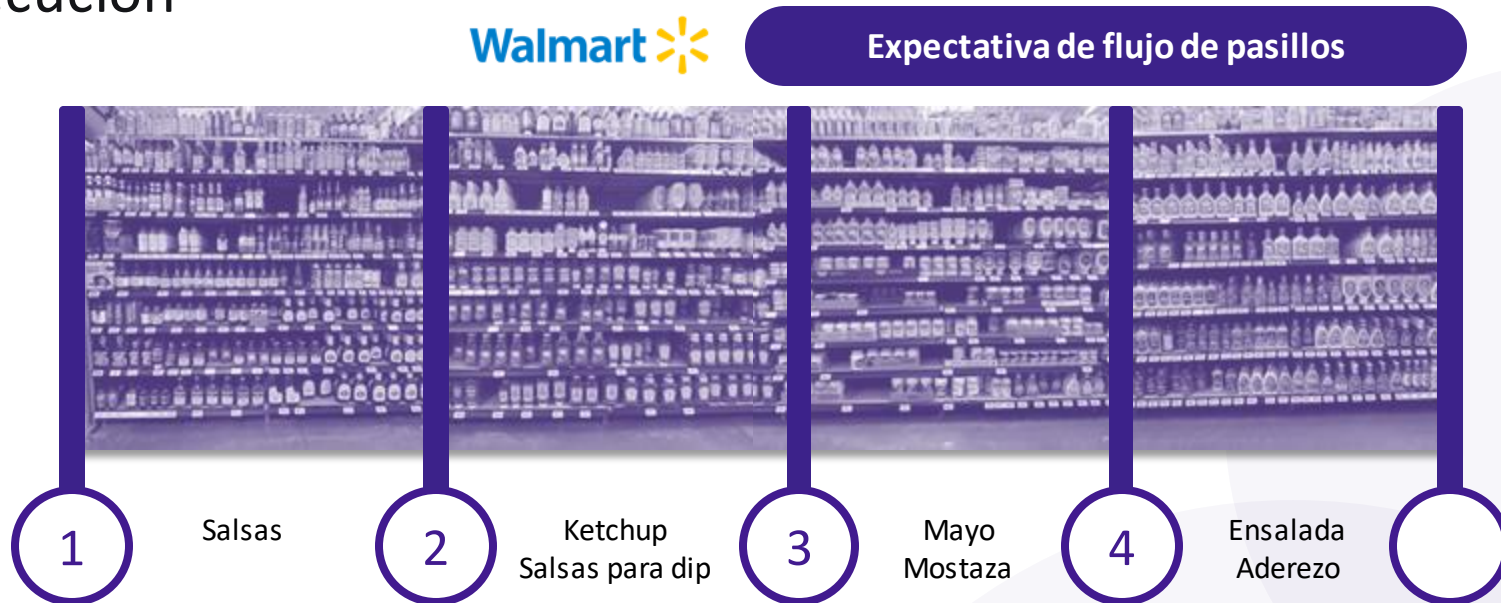 Walmart
Expectativa de flujo de pasillos
1
Salsas
2
Ketchup
Salsas para dip
3
Mayo
Mostaza
4
Ensalada
Aderezo